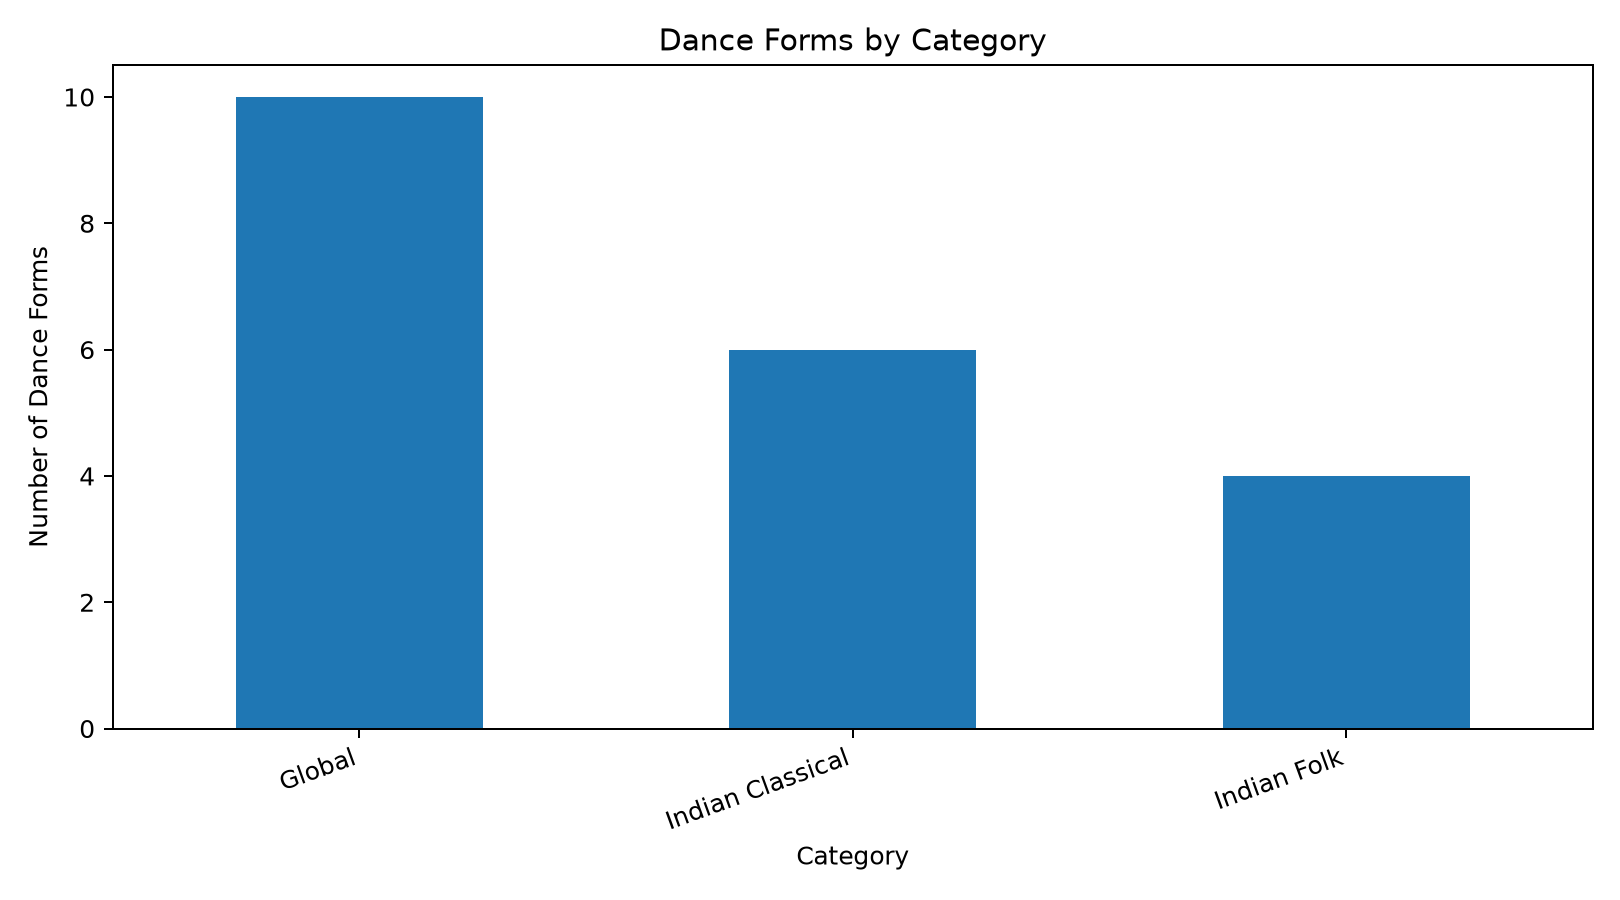 Dance Forms by Category
Number of Dance Forms
10
8
6
4
2
0
Global
Indian Classical
Indian Folk
Category